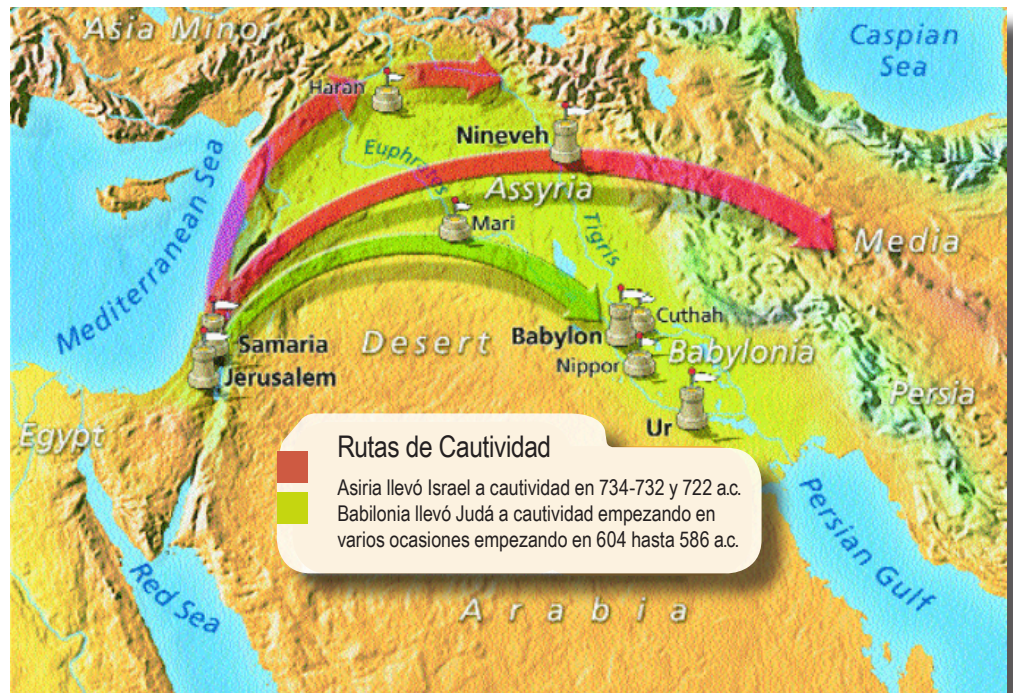 Asia Minor
Caspian
Sea
Haran
Nineveh
Euphrates
Assyria
Mediterranean Sea
Mari
Tigris
Media
Cuthah
Samaria
Desert
Babylon
Babylonia
Nippor
Jerusalem
Persia
Ur
Egypt
Rutas de Cautividad
Asiria llevó Israel a cautividad en 734-732 y 722 a.c.
Babilonia llevó Judá a cautividad empezando en
varios ocasiones empezando en 604 hasta 586 a.c.
Persian Gulf
Red Sea
Arabia